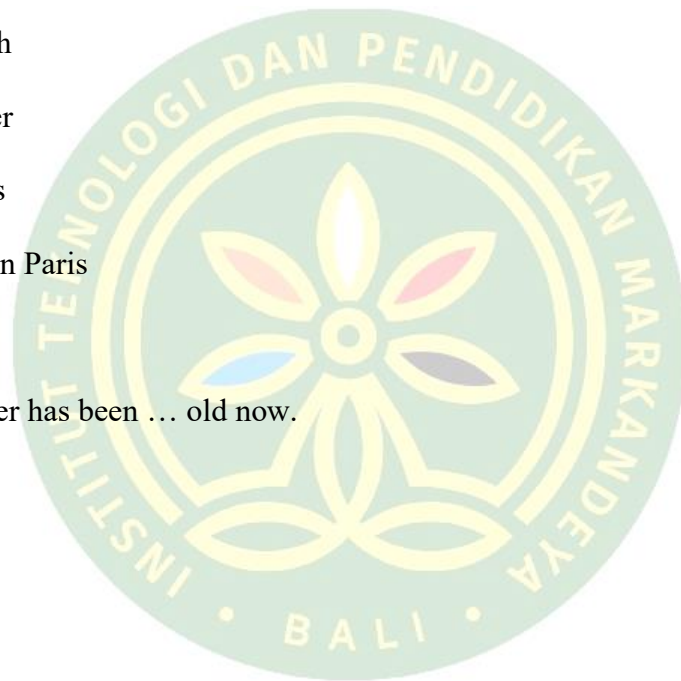 h
er
s
n Paris
er has been … old now.
INSTITUT TEKNOLOGI DAN PENDIDIKAN MARKANDEYA
• BALI •